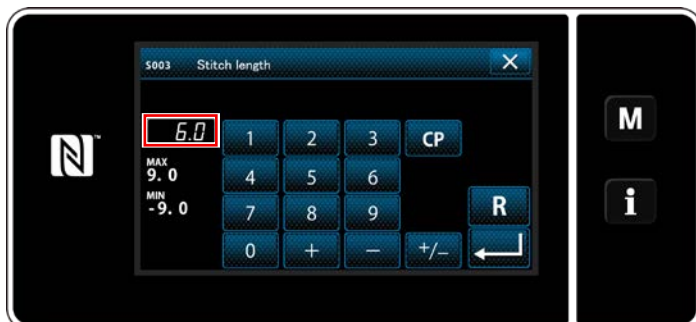 S003 Stitch length
X
6.0
1 2 3 CP
MAX
9.0
4 5 6
MIN
-9.0
7 8 9 R
0 + − +/−
M
i
N